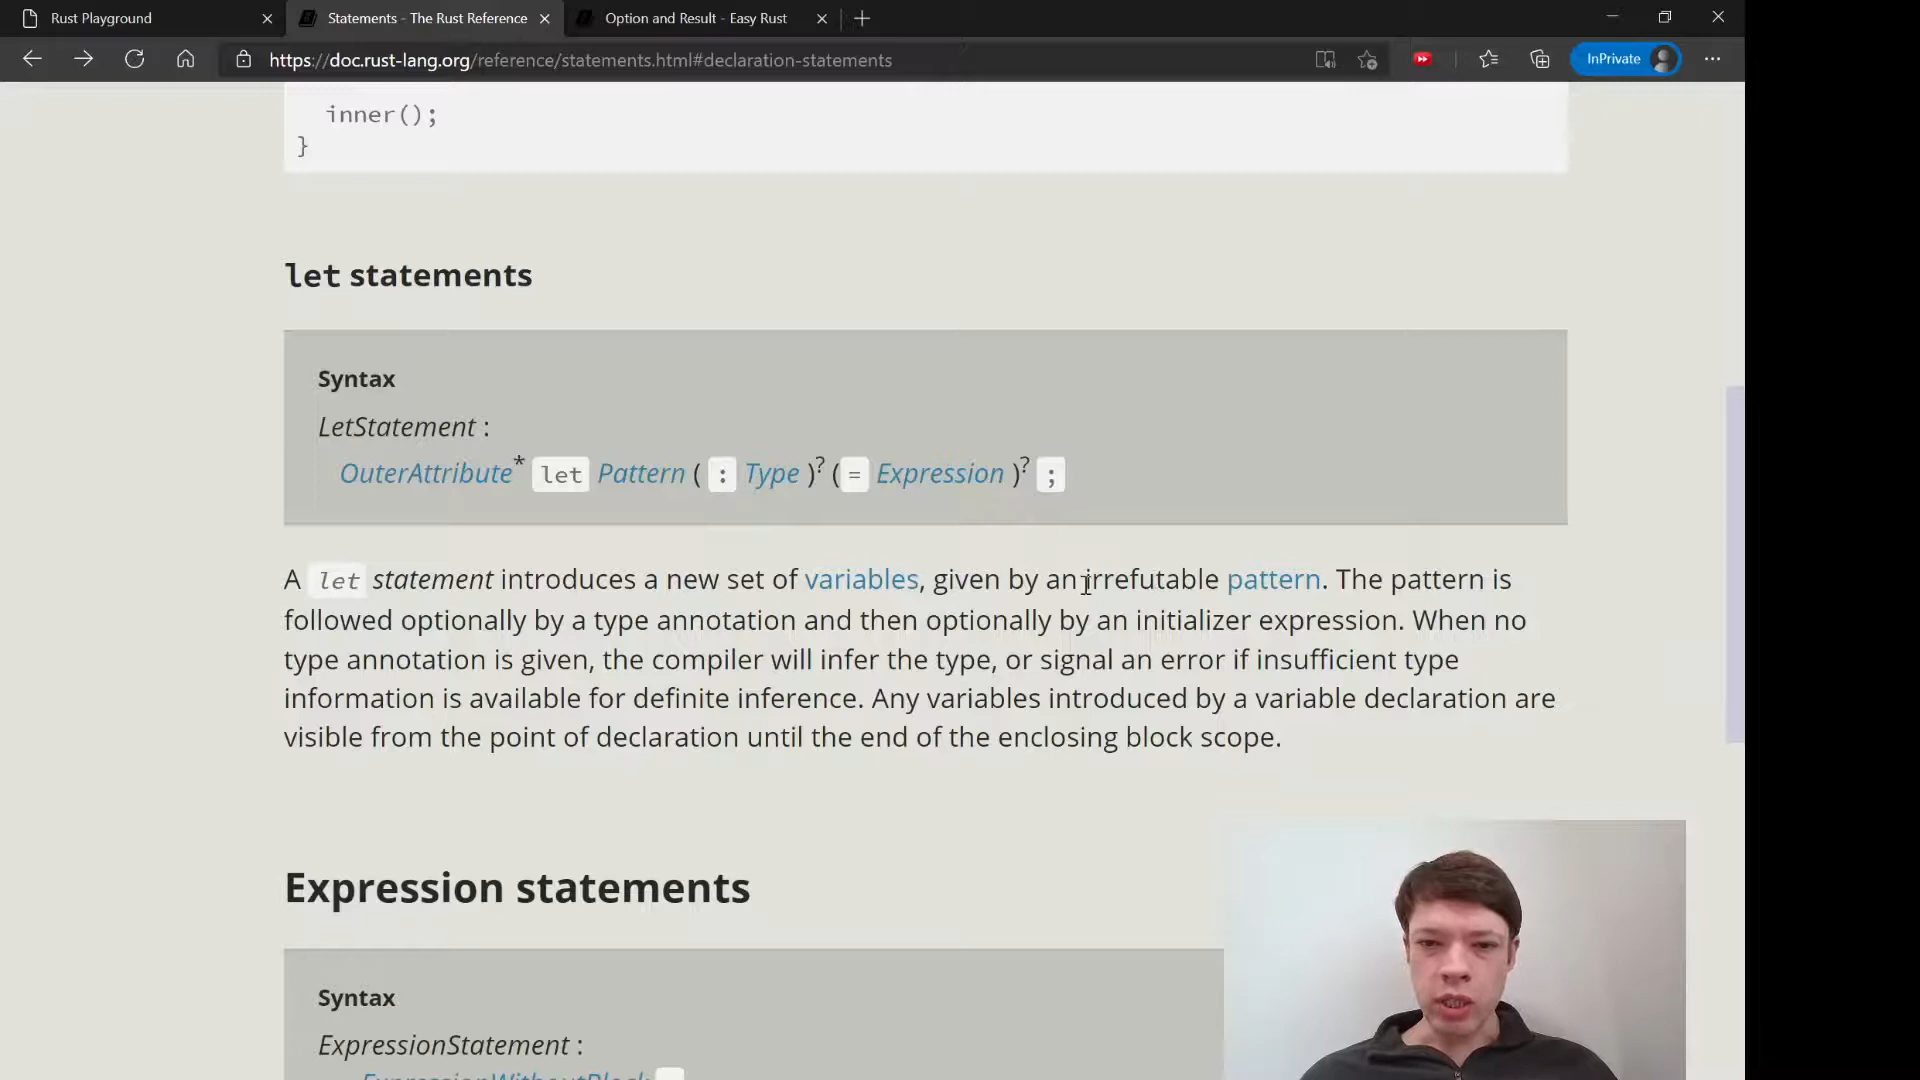 Rust Playground
Statements - The Rust Reference
Option and Result - Easy Rust
https://doc.rust-lang.org/reference/statements.html#declaration-statements
InPrivate
inner();
}
let statements
Syntax
LetStatement :
OuterAttribute* let Pattern ( : Type )? (= Expression )? ;
A let statement introduces a new set of variables, given by an irrefutable pattern. The pattern is
followed optionally by a type annotation and then optionally by an initializer expression. When no
type annotation is given, the compiler will infer the type, or signal an error if insufficient type
information is available for definite inference. Any variables introduced by a variable declaration are
visible from the point of declaration until the end of the enclosing block scope.
Expression statements
Syntax
ExpressionStatement :
ExpressionWithoutBlock